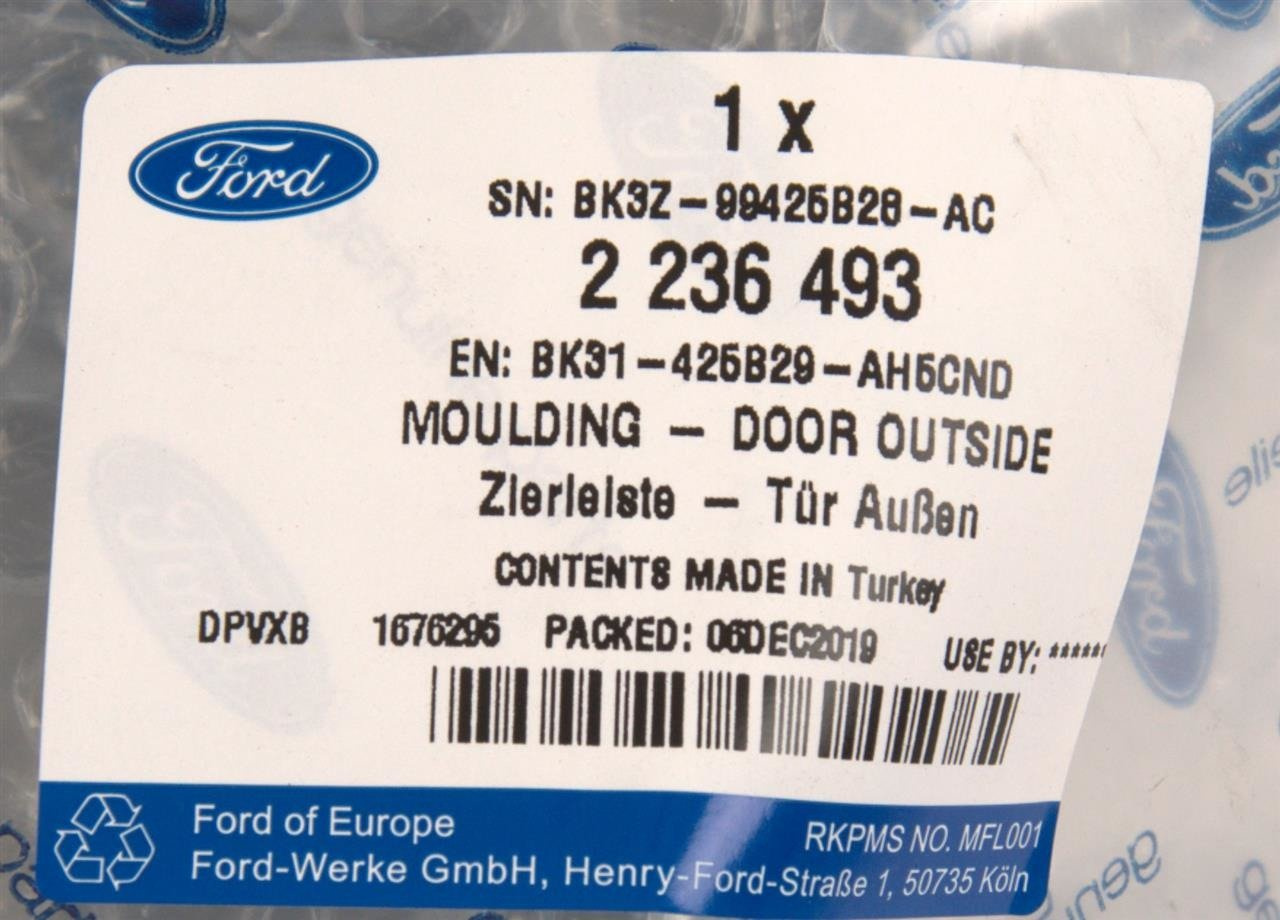 Ford
1 x
SN: BK3Z-99425B28-AC
2 236 493
EN: BK31-425B29-AH5CND
MOULDING - DOOR OUTSIDE
Zierleiste - Tür Außen
CONTENTS MADE IN Turkey
DPVXB 1676295 PACKED: 06DEC2019 USE BY: ******
Ford of Europe
RKPMS NO. MFL001
Ford-Werke GmbH, Henry-Ford-Straße 1, 50735 Köln
Ford
Ford